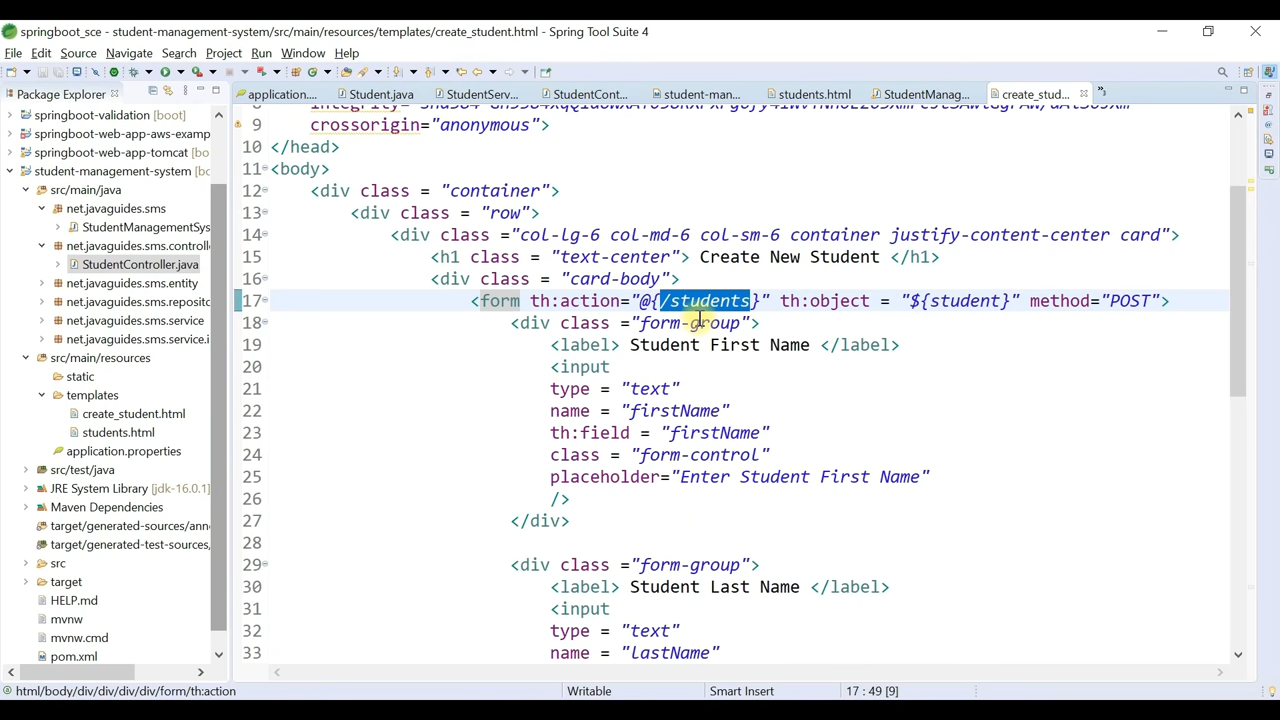 springboot_sce - student-management-system/src/main/resources/templates/create_student.html - Spring Tool Suite 4
File Edit Source Navigate Search Project Run Window Help
Package Explorer
application....
Student.java
StudentServ...
StudentCont...
student-man...
students.html
StudentManag...
create_stud...
springboot-validation [boot]
springboot-web-app-aws-examp
springboot-web-app-tomcat [bo
student-management-system [bo
src/main/java
net.javaguides.sms
StudentManagementSys
net.javaguides.sms.controlle
StudentController.java
net.javaguides.sms.entity
net.javaguides.sms.reposito
net.javaguides.sms.service
net.javaguides.sms.service.i
src/main/resources
static
templates
create_student.html
students.html
application.properties
src/test/java
JRE System Library [jdk-16.0.1]
Maven Dependencies
target/generated-sources/ann
target/generated-test-sources,
src
target
HELP.md
mvnw
mvnw.cmd
pom.xml
9 crossorigin="anonymous">
10 </head>
11 <body>
12 <div class = "container">
13 <div class = "row">
14 <div class ="col-lg-6 col-md-6 col-sm-6 container justify-content-center card">
15 <h1 class = "text-center"> Create New Student </h1>
16 <div class = "card-body">
17 <form th:action="@{/students}" th:object = "${student}" method="POST">
18 <div class ="form-group">
19 <label> Student First Name </label>
20 <input
21 type = "text"
22 name = "firstName"
23 th:field = "firstName"
24 class = "form-control"
25 placeholder="Enter Student First Name"
26 />
27 </div>
28
29 <div class ="form-group">
30 <label> Student Last Name </label>
31 <input
32 type = "text"
33 name = "lastName"
html/body/div/div/div/div/form/th:action
Writable
Smart Insert
17 : 49 [9]